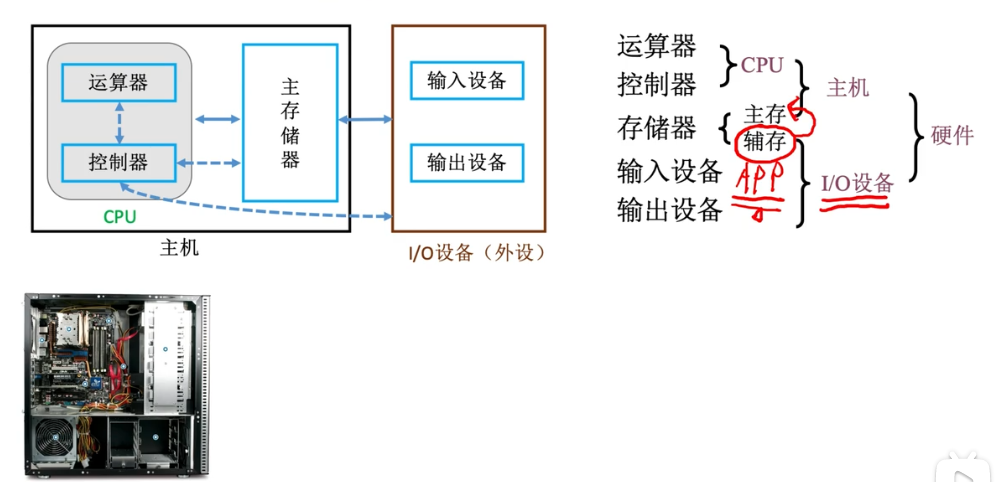 运算器
控制器
CPU
主存储器
主机
输入设备
输出设备
I/O设备（外设）
运算器
控制器
CPU
存储器
主存
辅存
主机
输入设备
输出设备
APP
I/O设备
硬件